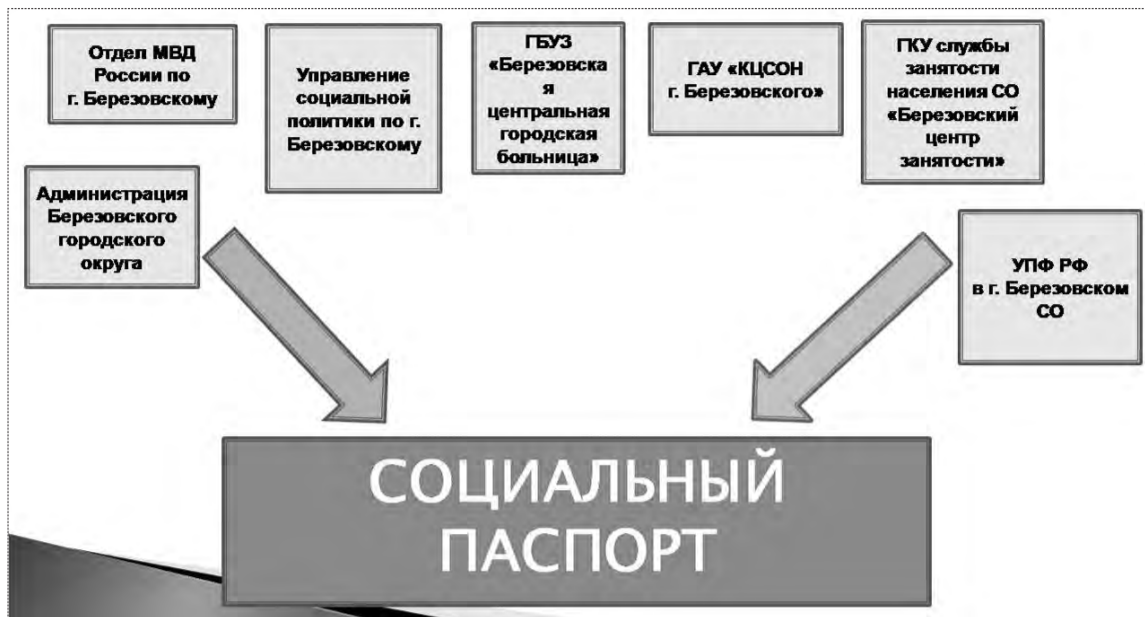 Отдел МВД
России по
г. Березовскому
Управление
социальной
политики по г.
Березовскому
ГБУЗ
«Березовска
я
центральная
городская
больница»
ГАУ «КЦСОН
г. Березовского»
ГКУ службы
занятости
населения СО
«Березовский
центр
занятости»
Администрация
Березовского
городского
округа
УПФ РФ
в г. Березовском
СО
СОЦИАЛЬНЫЙ
ПАСПОРТ